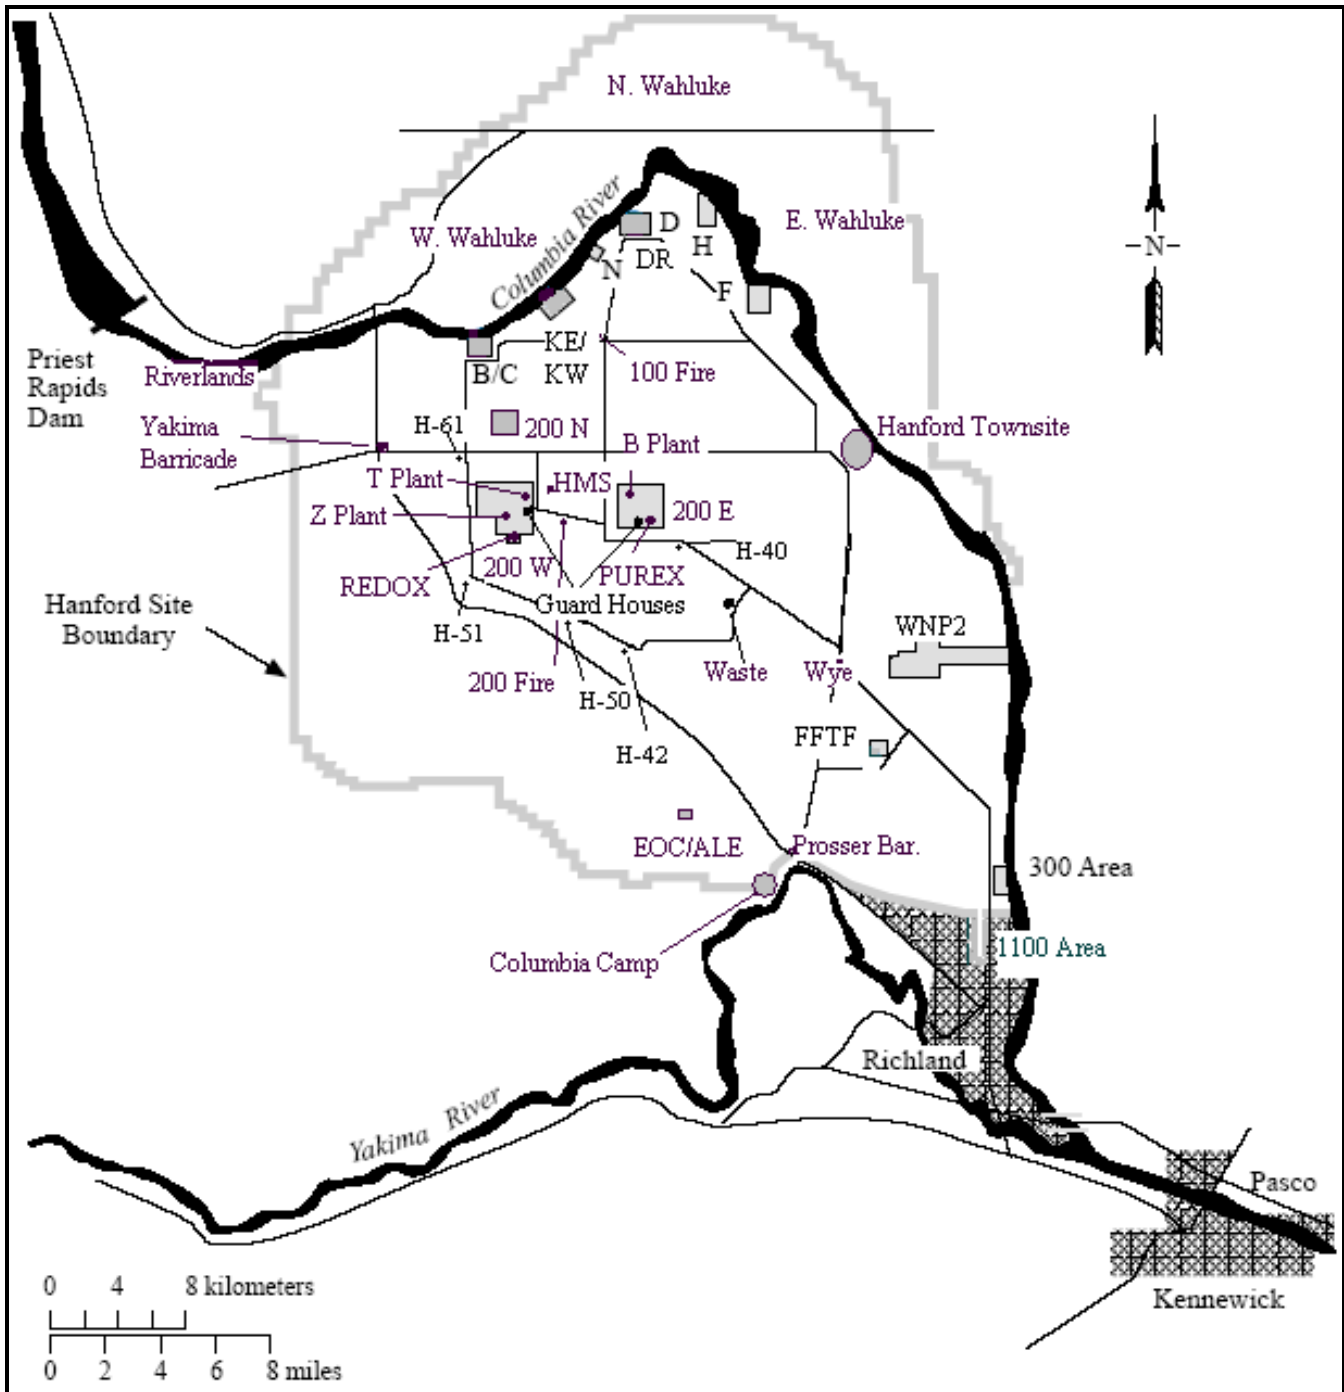 N. Wahluke
W. Wahluke
Columbia River
D
H
E. Wahluke
N
DR
N
F
Priest
Rapids
Dam
Riverlands
B/C
KE/
KW
100 Fire
Yakima
Barricade
H-61
200 N
B Plant
Hanford Townsite
T Plant
HMS
Z Plant
200 E
REDOX
200 W
PUREX
H-40
Hanford Site
Boundary
Guard Houses
H-51
WNP2
200 Fire
H-50
Waste
Wye
H-42
FFTF
EOC/ALE
Prosser Bar.
300 Area
Columbia Camp
1100 Area
Richland
Yakima River
Pasco
Kennewick
0 4 8 kilometers
0 2 4 6 8 miles